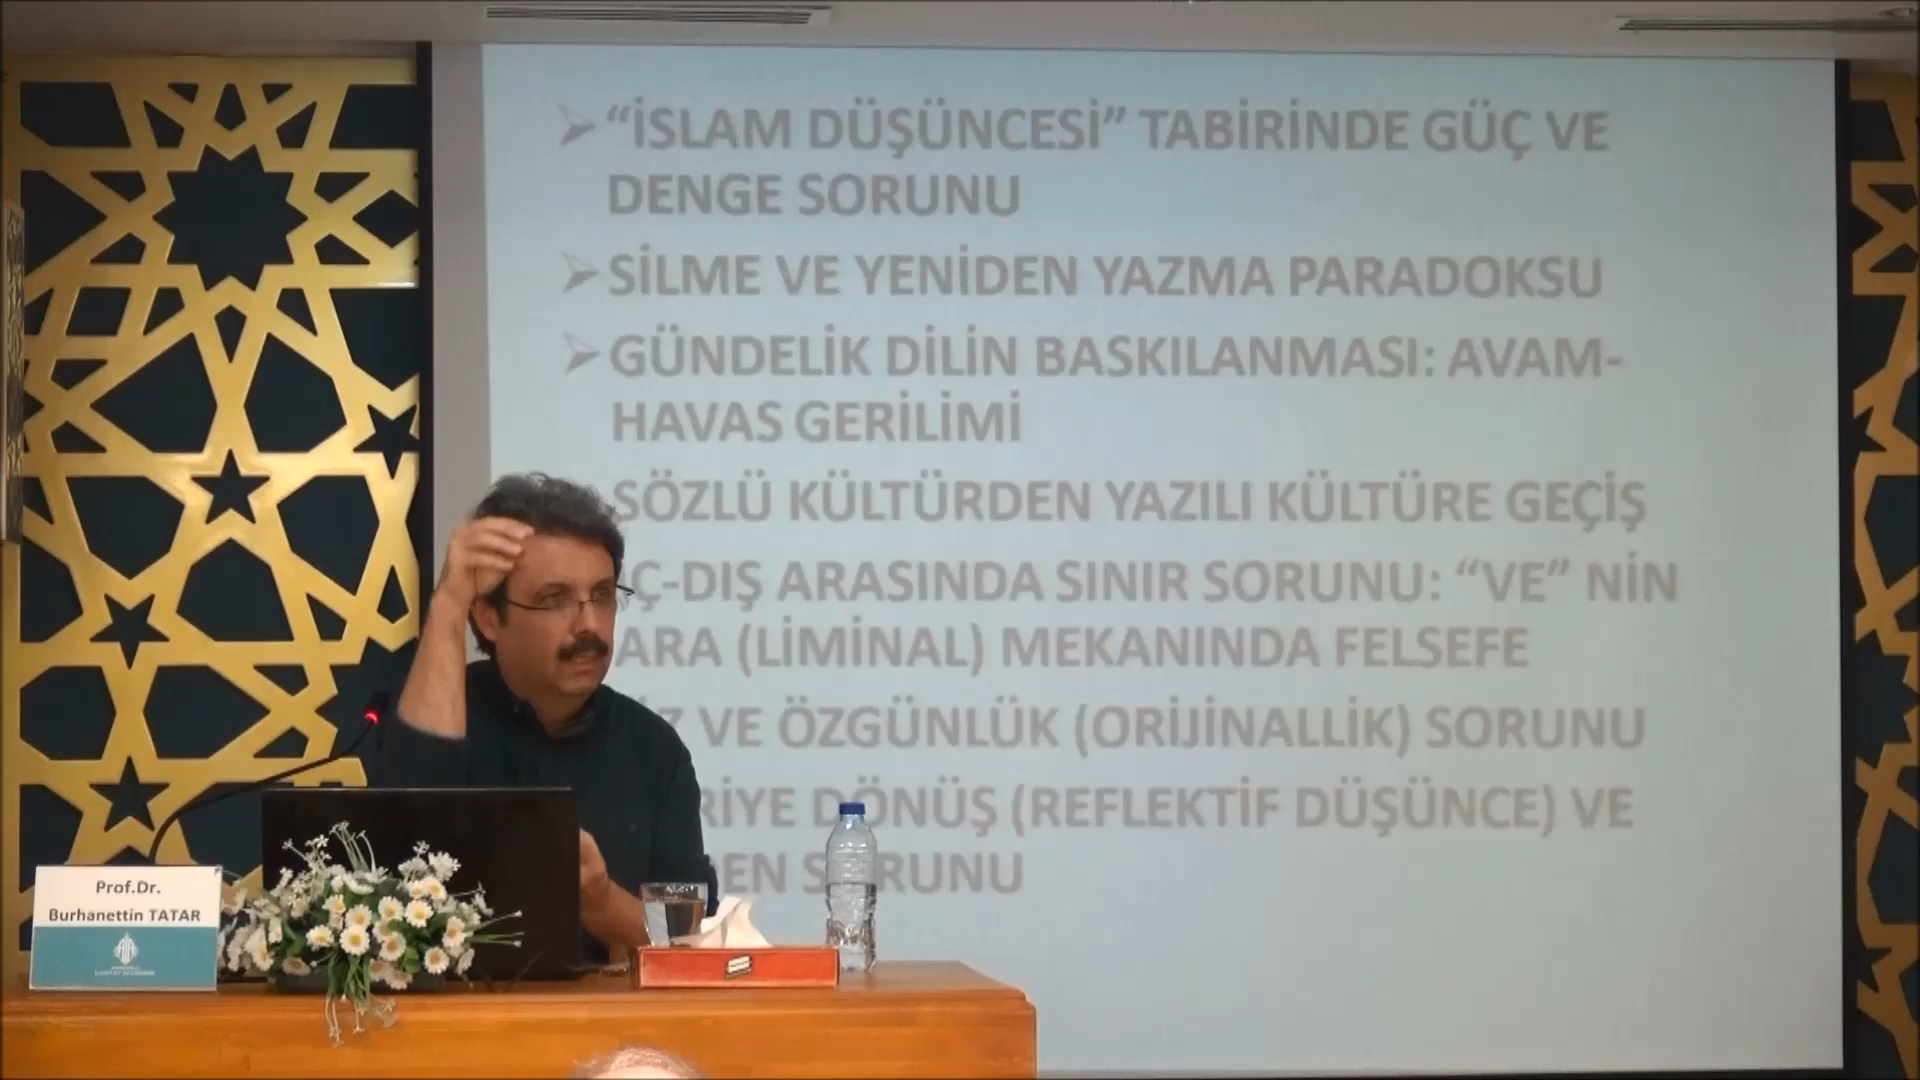 “İSLAM DÜŞÜNCESİ” TABİRİNDE GÜÇ VE
DENGE SORUNU
SİLME VE YENİDEN YAZMA PARADOKSU
GÜNDELİK DİLİN BASKILANMASI: AVAM-
HAVAS GERİLİMİ
SÖZLÜ KÜLTÜRDEN YAZILI KÜLTÜRE GEÇİŞ
Ç-DIŞ ARASINDA SINIR SORUNU: “VE” NİN
ARA (LİMİNAL) MEKANINDA FELSEFE
VE ÖZGÜNLÜK (ORİJİNALLİK) SORUNU
RİYE DÖNÜŞ (REFLEKTİF DÜŞÜNCE) VE
DEN SORUNU
Prof.Dr.
Burhanettin TATAR